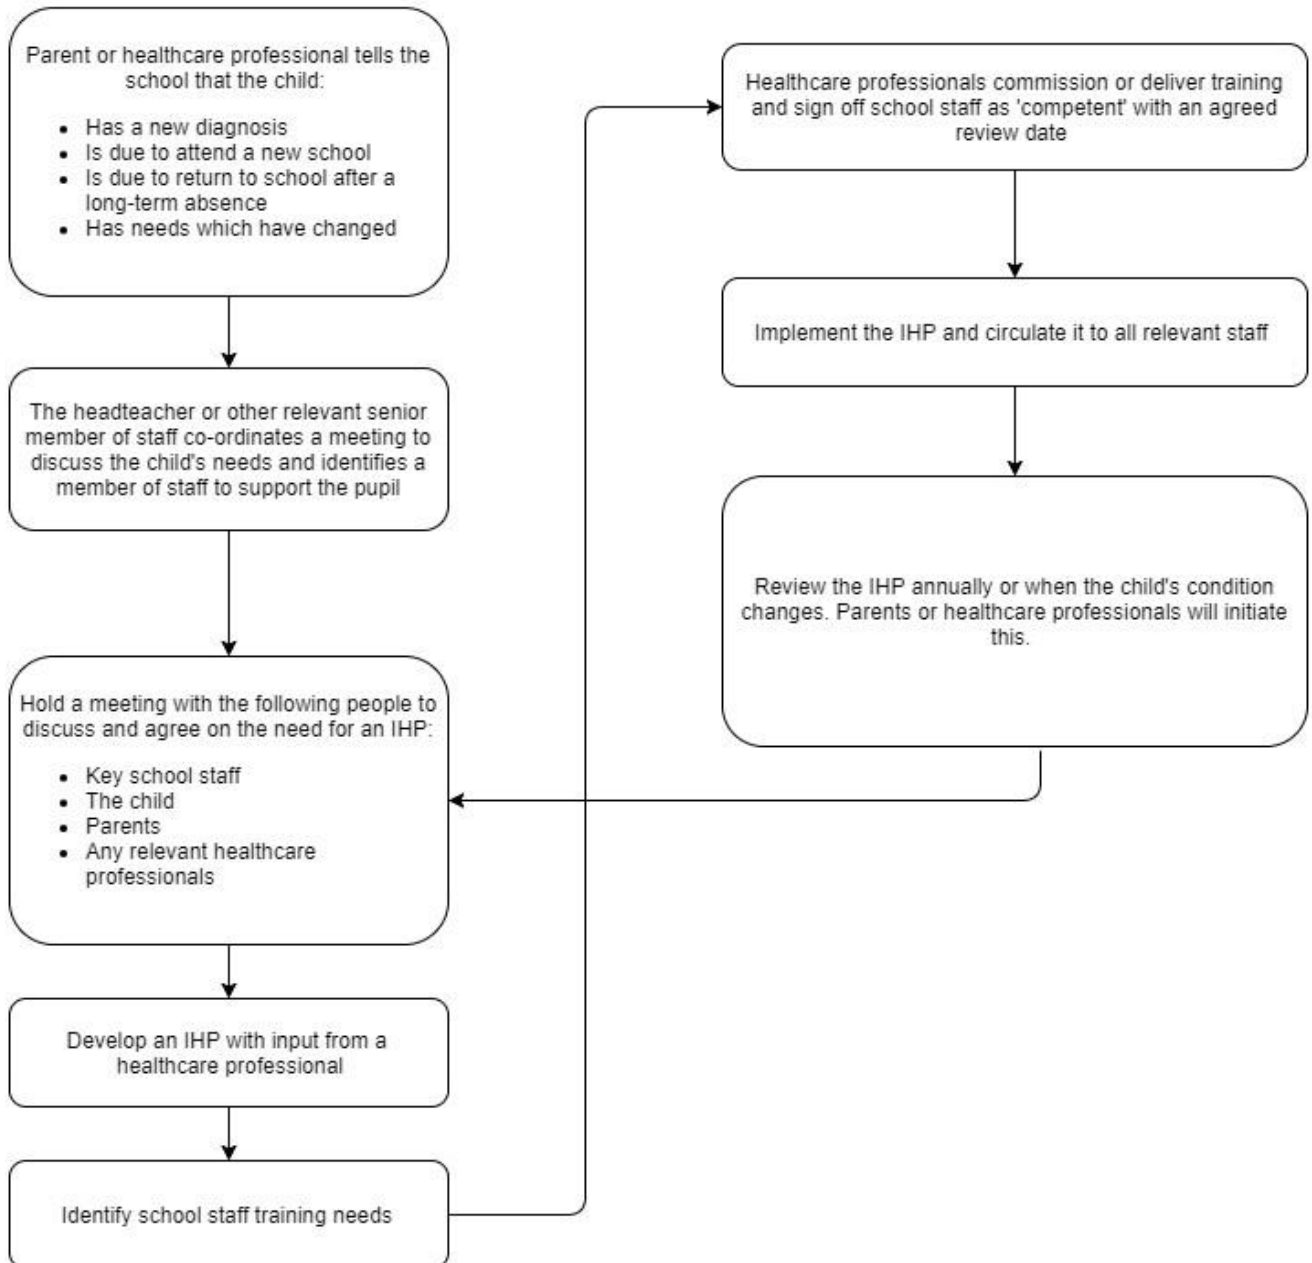 Parent or healthcare professional tells the
school that the child:
• Has a new diagnosis
• Is due to attend a new school
• Is due to return to school after a
long-term absence
• Has needs which have changed
The headteacher or other relevant senior
member of staff co-ordinates a meeting to
discuss the child's needs and identifies a
member of staff to support the pupil
Hold a meeting with the following people to
discuss and agree on the need for an IHP:
• Key school staff
• The child
• Parents
• Any relevant healthcare
professionals
Develop an IHP with input from a
healthcare professional
Identify school staff training needs
Healthcare professionals commission or deliver training
and sign off school staff as 'competent' with an agreed
review date
Implement the IHP and circulate it to all relevant staff
Review the IHP annually or when the child's condition
changes. Parents or healthcare professionals will initiate
this.